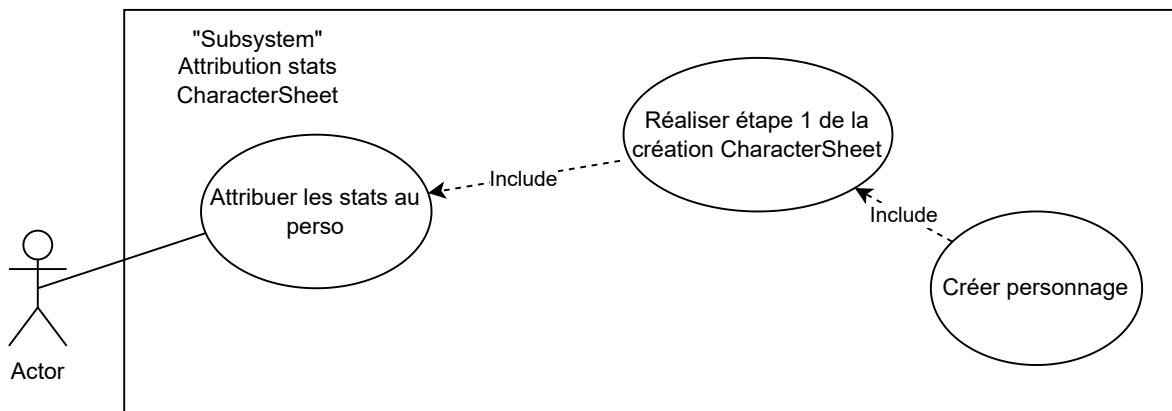 "Subsystem"
Attribution stats
CharacterSheet
Réaliser étape 1 de la
création CharacterSheet
Include
Attribuer les stats au
perso
Include
Créer personnage
Actor